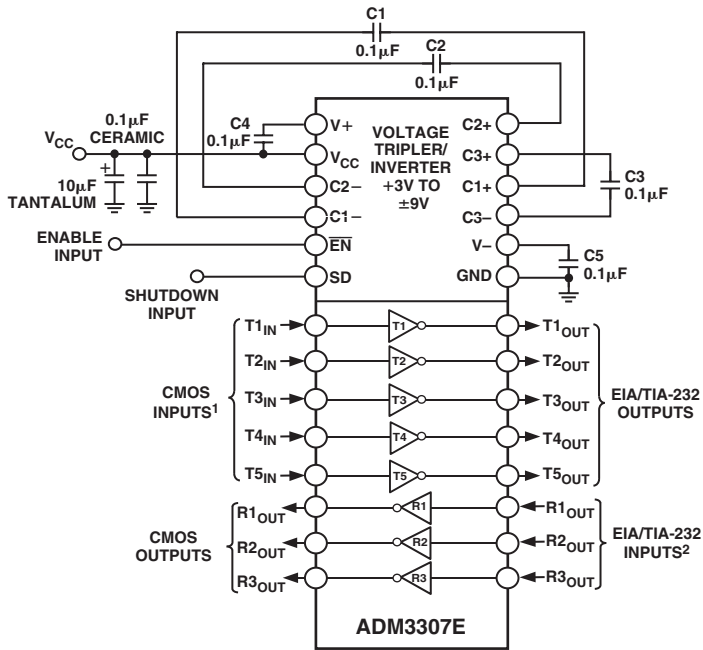 C1
0.1µF
C2
0.1µF
0.1µF
CERAMIC
C4
0.1µF
V+
VOLTAGE
TRIPLER/
INVERTER
+3V TO
±9V
C2+
VCC
VCC
C3+
+
10µF
TANTALUM
C2–
C1+
C3
0.1µF
C1–
C3–
ENABLE
INPUT
EN
V–
C5
0.1µF
SD
GND
SHUTDOWN
INPUT
T1IN
T1
T1OUT
T2IN
T2
T2OUT
CMOS
INPUTS1
T3IN
T3
T3OUT
EIA/TIA-232
OUTPUTS
T4IN
T4
T4OUT
T5IN
T5
T5OUT
R1OUT
R1
R1OUT
CMOS
OUTPUTS
R2OUT
R2
R2OUT
EIA/TIA-232
INPUTS2
R3OUT
R3
R3OUT
ADM3307E